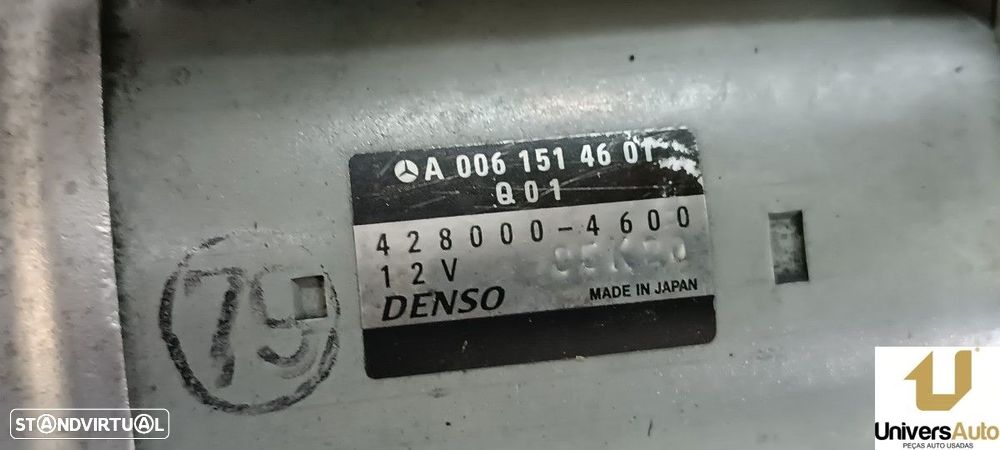 A 006 151 46 01
Q01
428000-4600
12V
DENSO
MADE IN JAPAN
79
STANDVIRTUAL
UniversAuto
PEÇAS AUTO USADAS